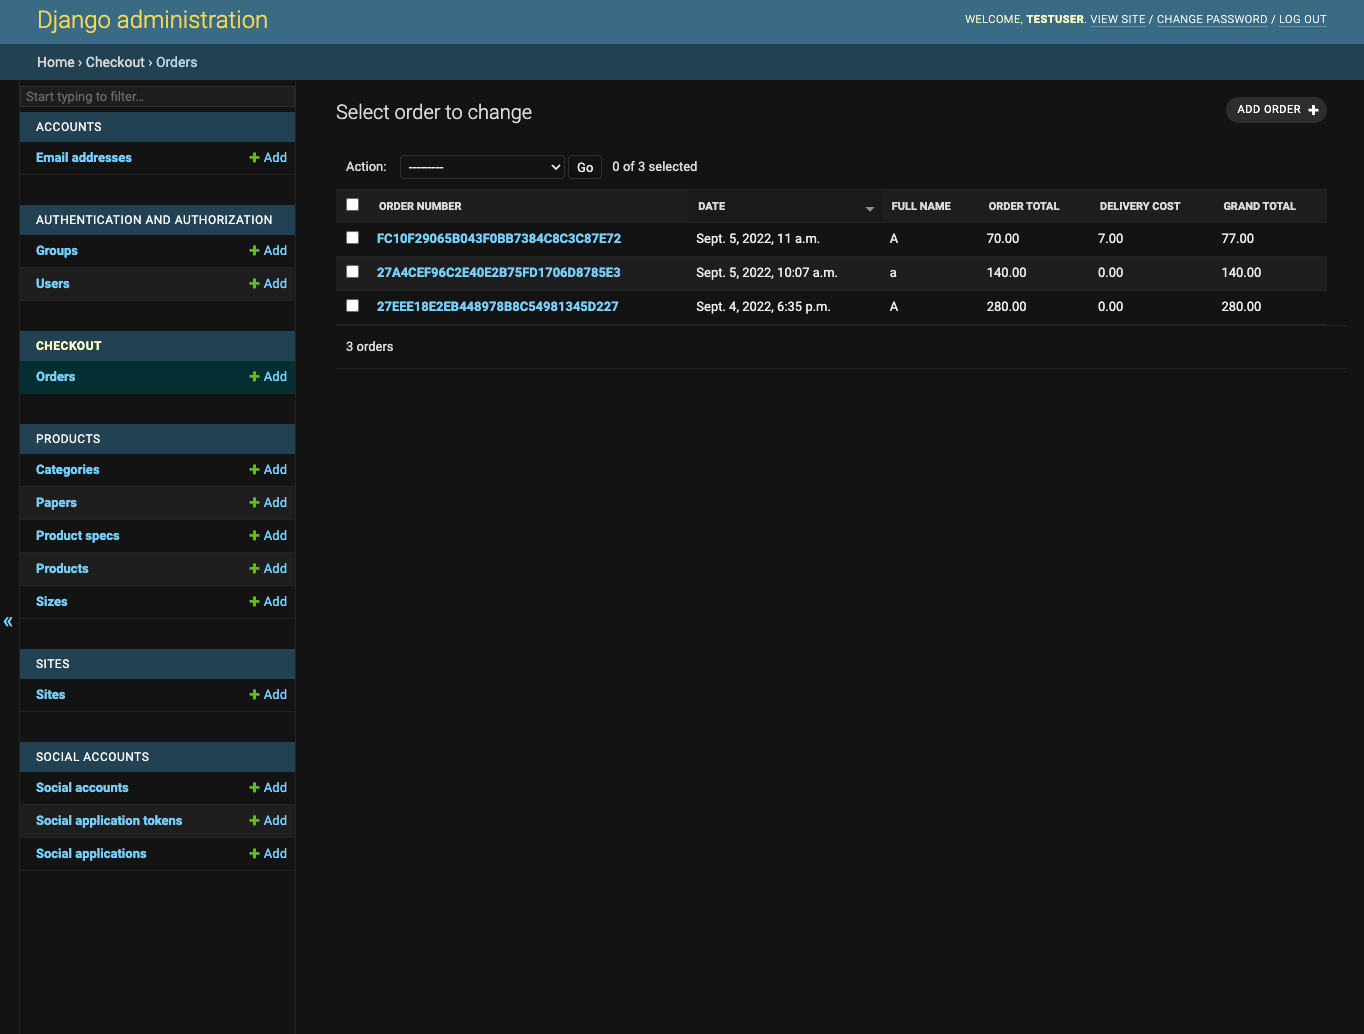 Django administration
WELCOME, TESTUSER. VIEW SITE / CHANGE PASSWORD / LOG OUT
Home › Checkout › Orders
Start typing to filter...
ACCOUNTS
Email addresses Add
AUTHENTICATION AND AUTHORIZATION
Groups Add
Users Add
CHECKOUT
Orders Add
PRODUCTS
Categories Add
Papers Add
Product specs Add
Products Add
Sizes Add
SITES
Sites Add
SOCIAL ACCOUNTS
Social accounts Add
Social application tokens Add
Social applications Add
«
Select order to change
ADD ORDER
Action: --------- Go 0 of 3 selected
ORDER NUMBER DATE FULL NAME ORDER TOTAL DELIVERY COST GRAND TOTAL
FC10F29065B043F0BB7384C8C3C87E72 Sept. 5, 2022, 11 a.m. A 70.00 7.00 77.00
27A4CEF96C2E40E2B75FD1706D8785E3 Sept. 5, 2022, 10:07 a.m. a 140.00 0.00 140.00
27EEE18E2EB448978B8C54981345D227 Sept. 4, 2022, 6:35 p.m. A 280.00 0.00 280.00
3 orders